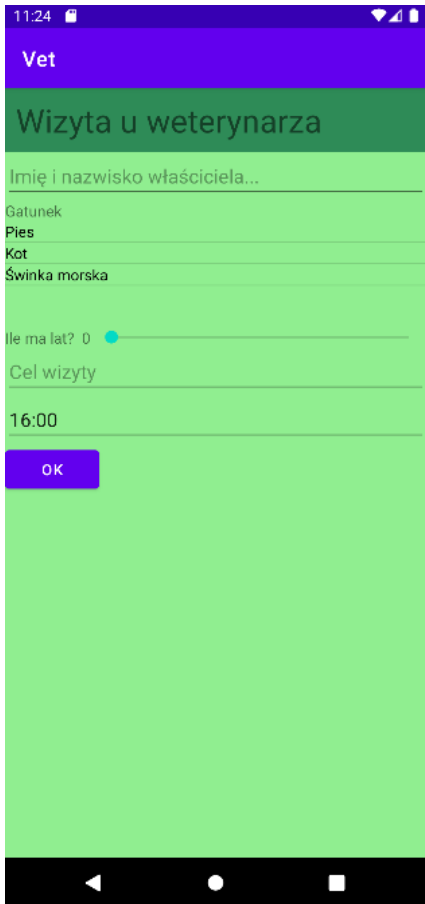 11:24
Vet
Wizyta u weterynarza
Imię i nazwisko właściciela...
Gatunek
Pies
Kot
Świnka morska
Ile ma lat? 0
Cel wizyty
16:00
OK